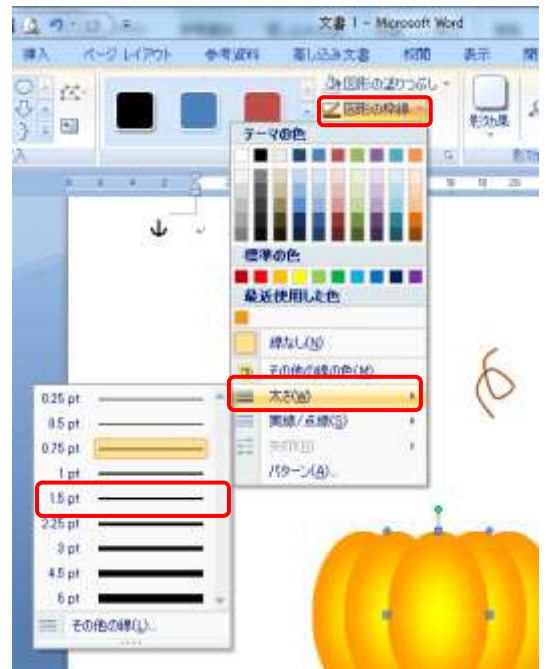 文書 1 - Microsoft Word
挿入 ページ レイアウト 参考資料 差し込み文書 校閲 表示 開
図形の塗りつぶし
図形の枠線
影効果
テーマの色
標準の色
最近使用した色
線なし(N)
その他の線の色(M)
太さ(W)
実線/点線(S)
矢印(R)
パターン(A)...
0.25 pt
0.5 pt
0.75 pt
1 pt
1.5 pt
2.25 pt
3 pt
4.5 pt
6 pt
その他の線(L)...